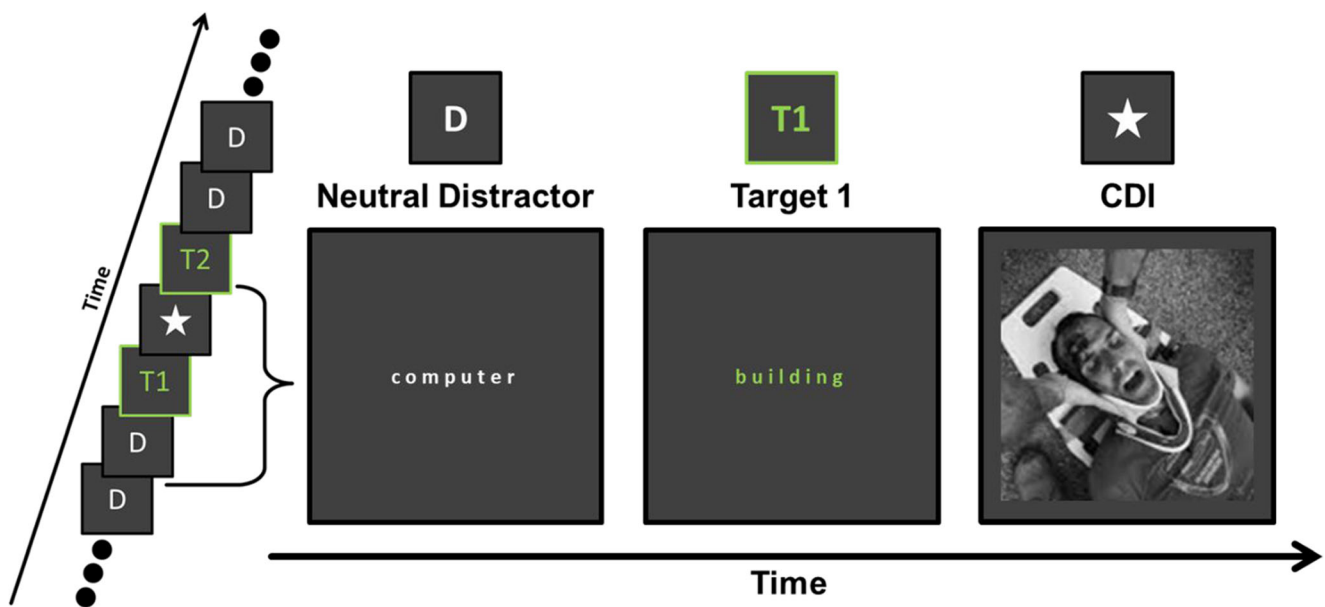 Time
D
D
T2
★
T1
D
D
D
Neutral Distractor
computer
T1
Target 1
building
★
CDI
Time